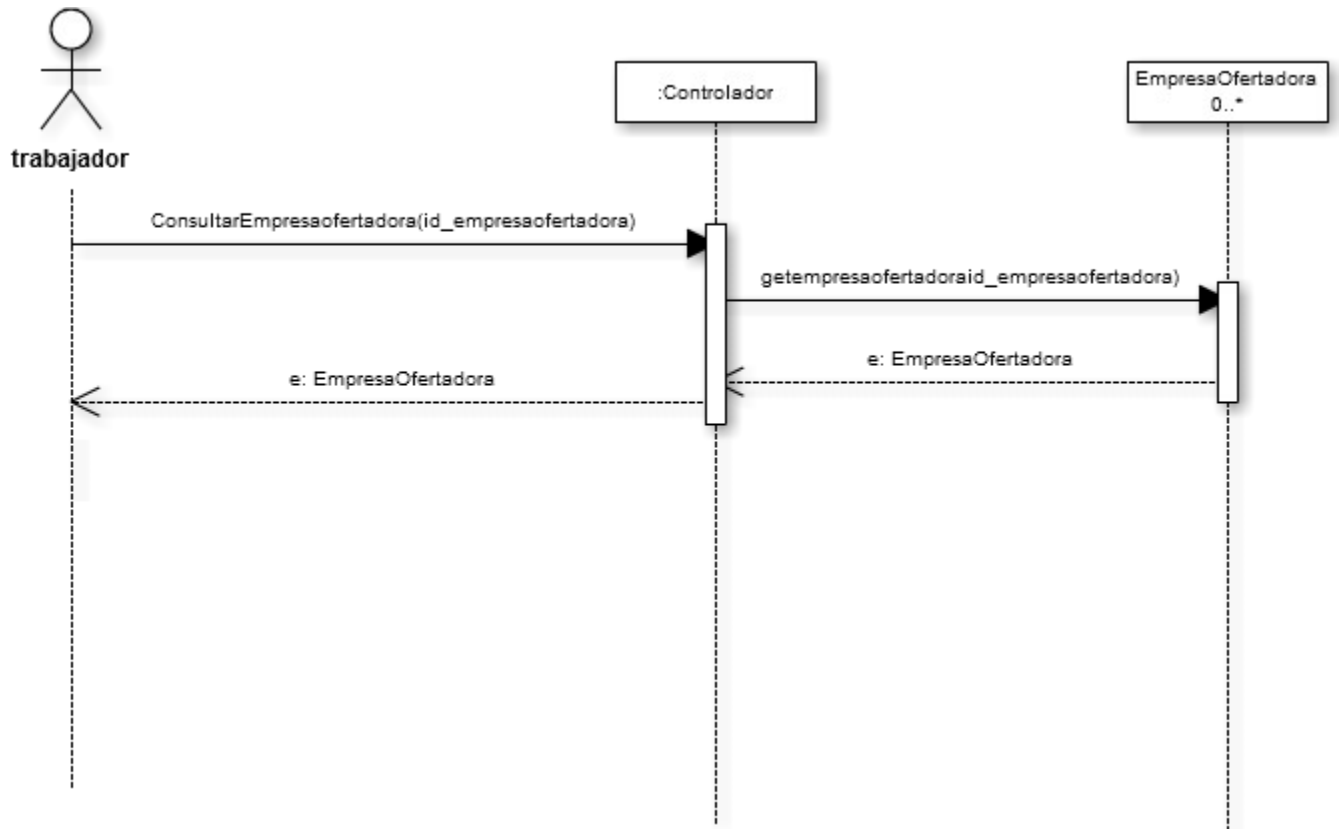 :Controlador
EmpresaOfertadora
0..*
trabajador
ConsultarEmpresaofertadora(id_empresaofertadora)
getempresaofertadoraid_empresaofertadora)
e: EmpresaOfertadora
e: EmpresaOfertadora